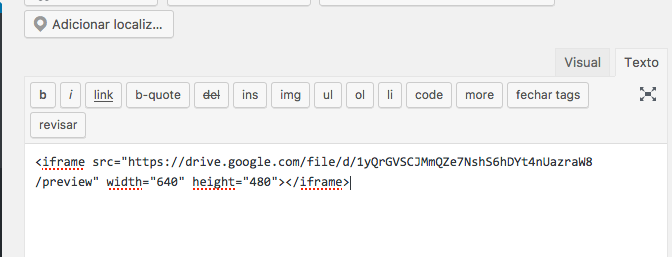 Adicionar localiz...
Visual Texto
b i link b-quote del ins img ul ol li code more fechar tags
revisar
<iframe src="https://drive.google.com/file/d/1yQrGVSCJMmQZe7NshS6hDYt4nUazraW8
/preview" width="640" height="480"></iframe>